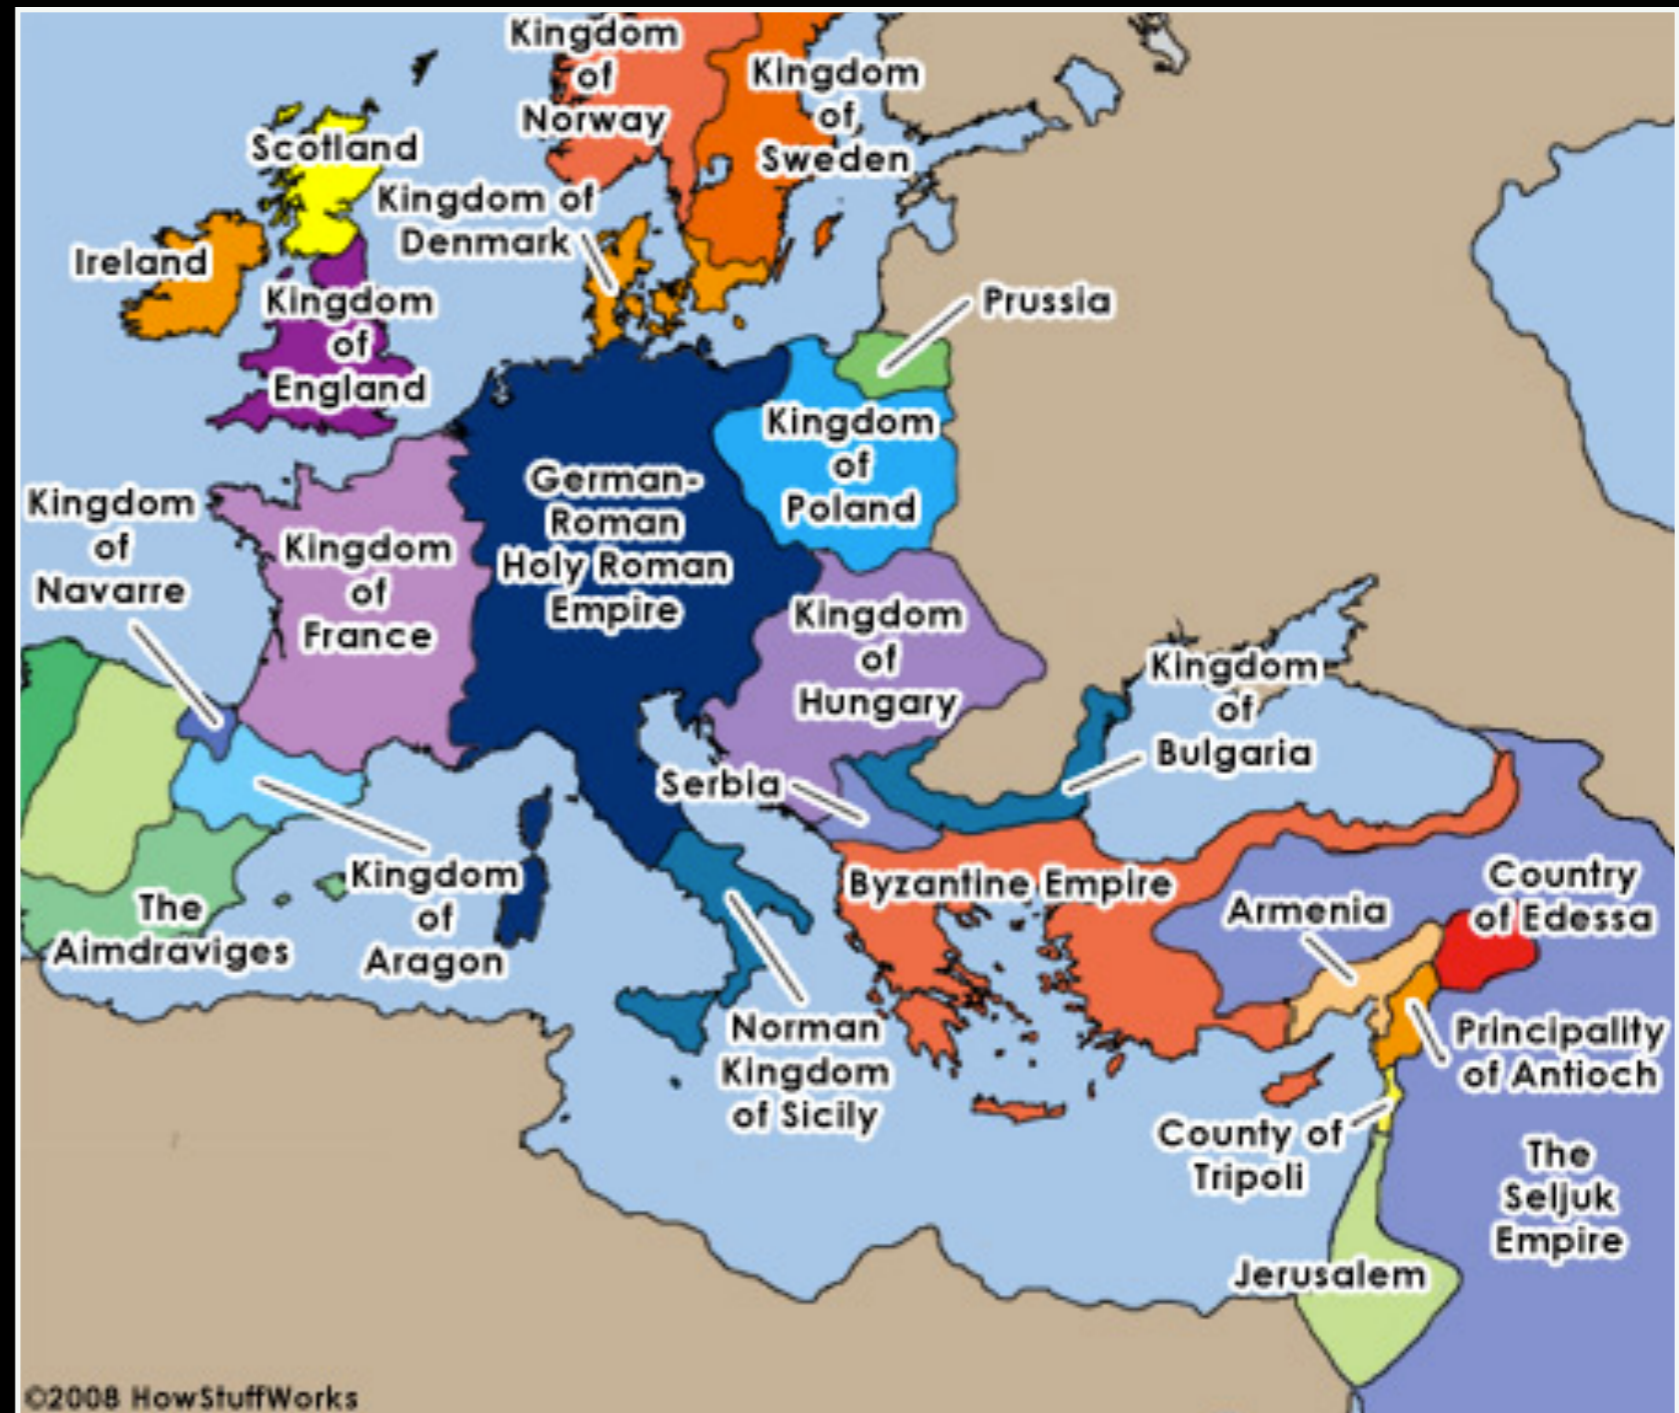 Kingdom
of
Norway
Kingdom
of
Sweden
Scotland
Kingdom of
Denmark
Ireland
Kingdom
of
England
Prussia
Kingdom
of
Poland
German-
Roman
Holy Roman
Empire
Kingdom
of
Navarre
Kingdom
of
France
Kingdom
of
Hungary
Kingdom
of
Bulgaria
Serbia
Kingdom
of
Aragon
The
Aimdraviges
Byzantine Empire
Armenia
Country
of Edessa
Norman
Kingdom
of Sicily
Principality
of Antioch
County of
Tripoli
The
Seljuk
Empire
Jerusalem
©2008 HowStuffWorks